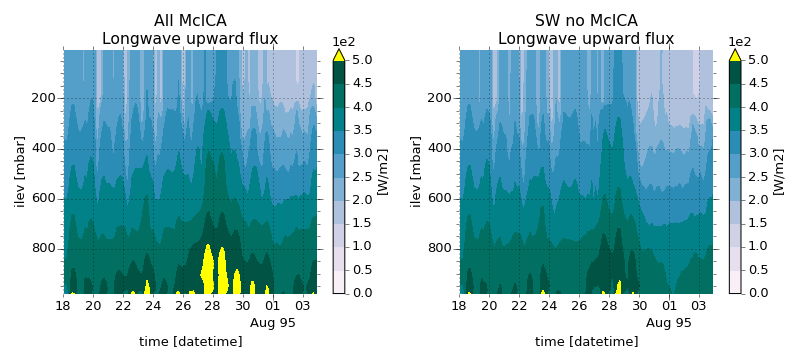 All McICA
Longwave upward flux
1e2
5.0
4.5
4.0
3.5
3.0
2.5
2.0
1.5
1.0
0.5
0.0
[W/m2]
200
400
600
800
ilev [mbar]
18 20 22 24 26 28 30 01 03
Aug 95
time [datetime]
SW no McICA
Longwave upward flux
1e2
5.0
4.5
4.0
3.5
3.0
2.5
2.0
1.5
1.0
0.5
0.0
[W/m2]
200
400
600
800
ilev [mbar]
18 20 22 24 26 28 30 01 03
Aug 95
time [datetime]